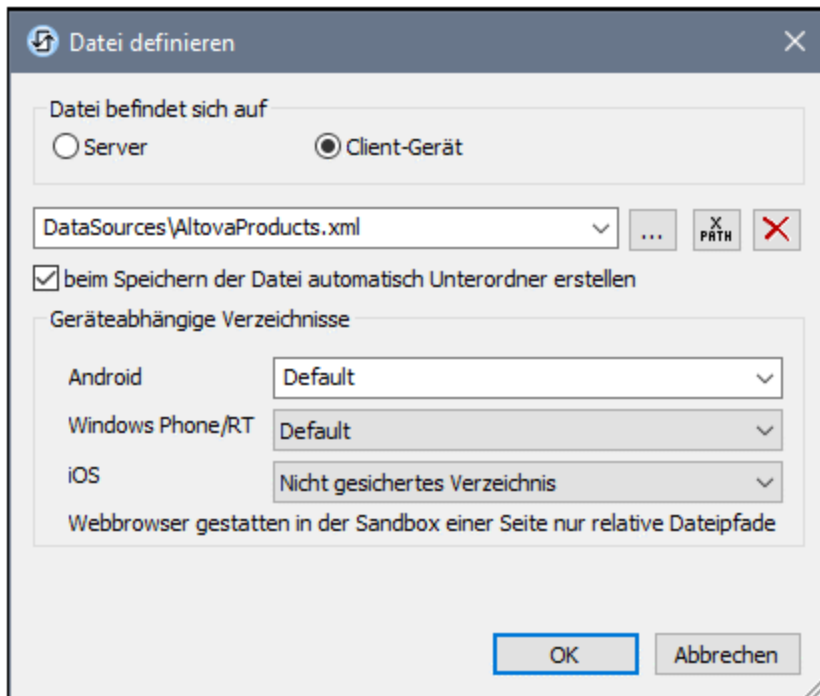 Datei definieren
Datei befindet sich auf
Server Client-Gerät
DataSources\AltovaProducts.xml ... X PATH
beim Speichern der Datei automatisch Unterordner erstellen
Geräteabhängige Verzeichnisse
Android Default
Windows Phone/RT Default
iOS Nicht gesichertes Verzeichnis
Webbrowser gestatten in der Sandbox einer Seite nur relative Dateipfade
OK Abbrechen